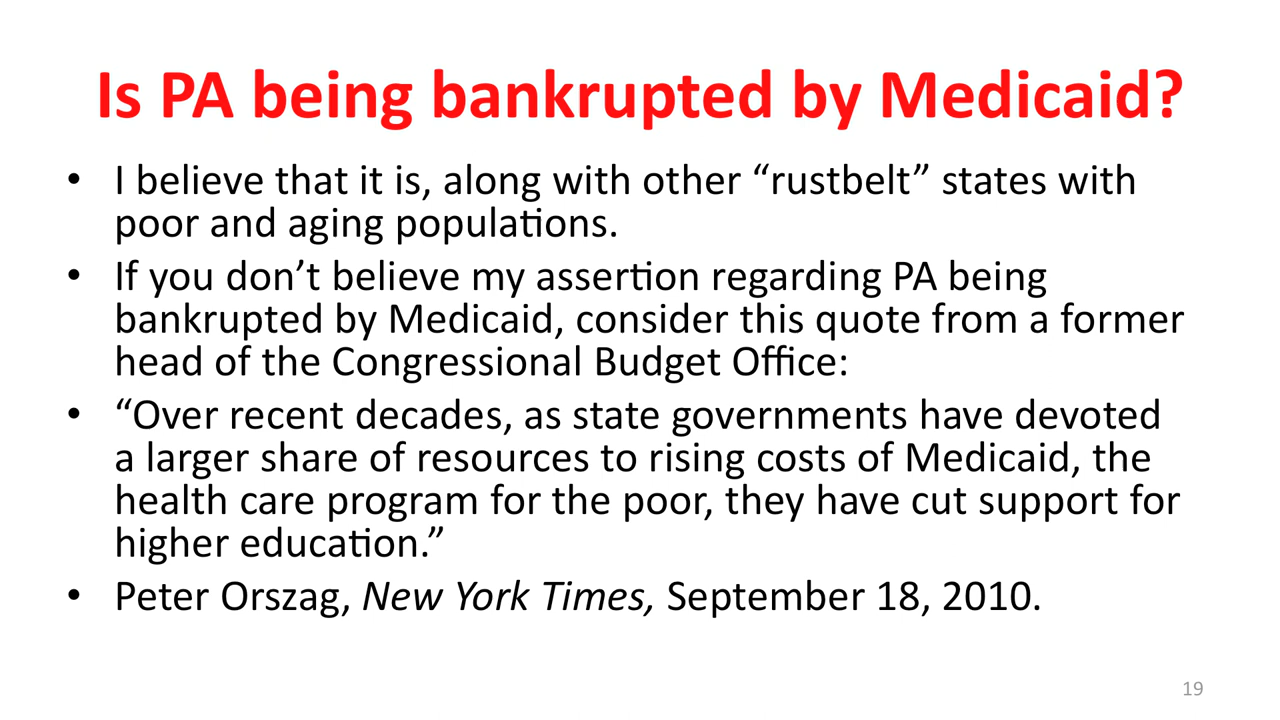 Is PA being bankrupted by Medicaid?
• I believe that it is, along with other “rustbelt” states with
poor and aging populations.
• If you don’t believe my assertion regarding PA being
bankrupted by Medicaid, consider this quote from a former
head of the Congressional Budget Office:
• “Over recent decades, as state governments have devoted
a larger share of resources to rising costs of Medicaid, the
health care program for the poor, they have cut support for
higher education.”
• Peter Orszag, New York Times, September 18, 2010.
19